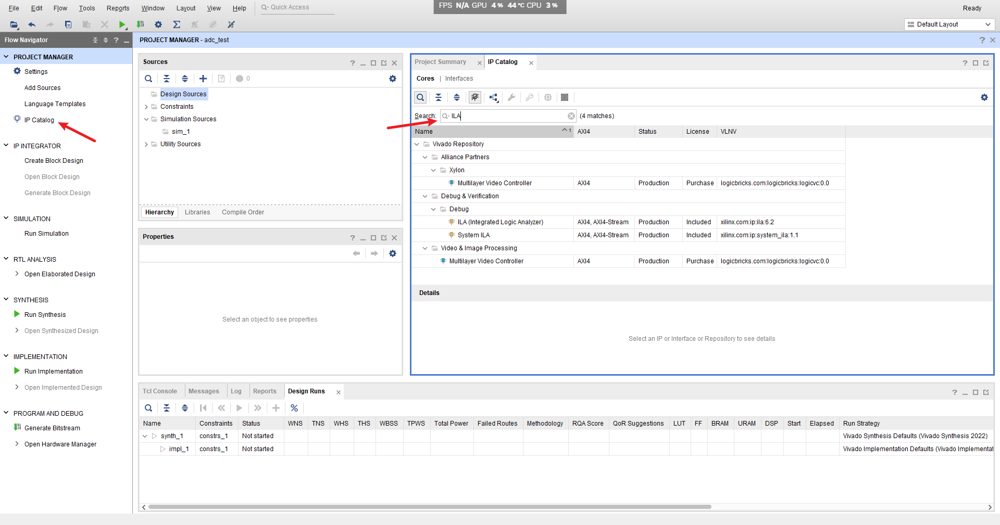 File Edit Flow Tools Reports Window Layout View Help Quick Access
FPS N/A GPU 4 % 44 °C CPU 3 %
Ready
Default Layout
Flow Navigator
PROJECT MANAGER
Settings
Add Sources
Language Templates
IP Catalog
IP INTEGRATOR
Create Block Design
Open Block Design
Generate Block Design
SIMULATION
Run Simulation
RTL ANALYSIS
Open Elaborated Design
SYNTHESIS
Run Synthesis
Open Synthesized Design
IMPLEMENTATION
Run Implementation
Open Implemented Design
PROGRAM AND DEBUG
Generate Bitstream
Open Hardware Manager
PROJECT MANAGER - adc_test
Sources
0
Design Sources
Constraints
Simulation Sources
sim_1
Utility Sources
Hierarchy Libraries Compile Order
Properties
Select an object to see properties
Project Summary IP Catalog
Cores | Interfaces
Search: ILA (4 matches)
Name 1 AXI4 Status License VLNV
Vivado Repository
Alliance Partners
Xylon
Multilayer Video Controller AXI4 Production Purchase logicbricks.com:logicbricks:logicvc:0.0
Debug & Verification
Debug
ILA (Integrated Logic Analyzer) AXI4, AXI4-Stream Production Included xilinx.com:ip:ila:6.2
System ILA AXI4, AXI4-Stream Production Included xilinx.com:ip:system_ila:1.1
Video & Image Processing
Multilayer Video Controller AXI4 Production Purchase logicbricks.com:logicbricks:logicvc:0.0
Details
Select an IP or Interface or Repository to see details
Tcl Console Messages Log Reports Design Runs
Name Constraints Status WNS TNS WHS THS WBSS TPWS Total Power Failed Routes Methodology RQA Score QoR Suggestions LUT FF BRAM URAM DSP Start Elapsed Run Strategy
synth_1 constrs_1 Not started Vivado Synthesis Defaults (Vivado Synthesis 2022)
impl_1 constrs_1 Not started Vivado Implementation Defaults (Vivado Implementat